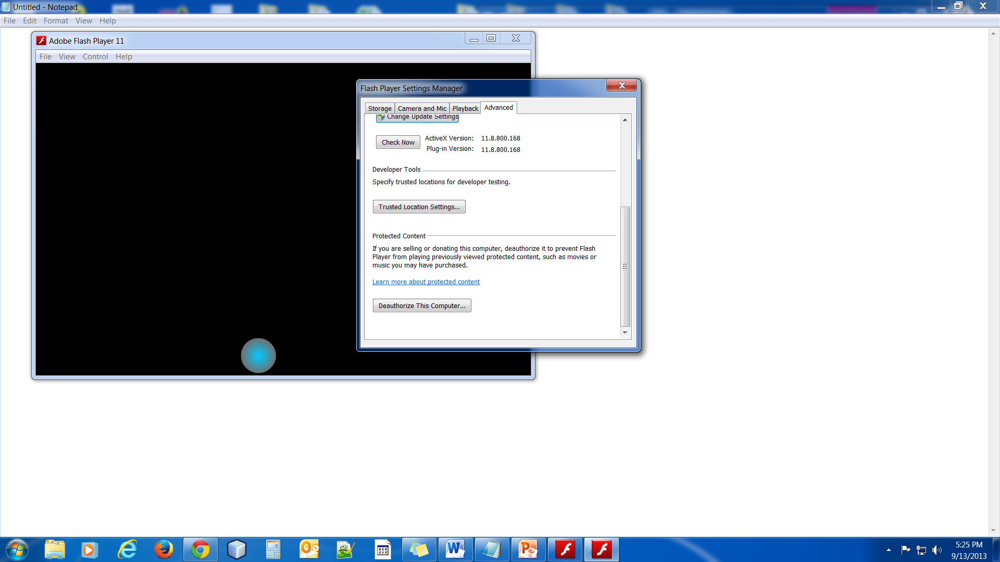 Untitled - Notepad
File Edit Format View Help
Adobe Flash Player 11
File View Control Help
Flash Player Settings Manager
Storage Camera and Mic Playback Advanced
Change Update Settings
Check Now
ActiveX Version: 11.8.800.168
Plug-in Version: 11.8.800.168
Developer Tools
Specify trusted locations for developer testing.
Trusted Location Settings...
Protected Content
If you are selling or donating this computer, deauthorize it to prevent Flash
Player from playing previously viewed protected content, such as movies or
music you may have purchased.
Learn more about protected content
Deauthorize This Computer...
5:25 PM
9/13/2013